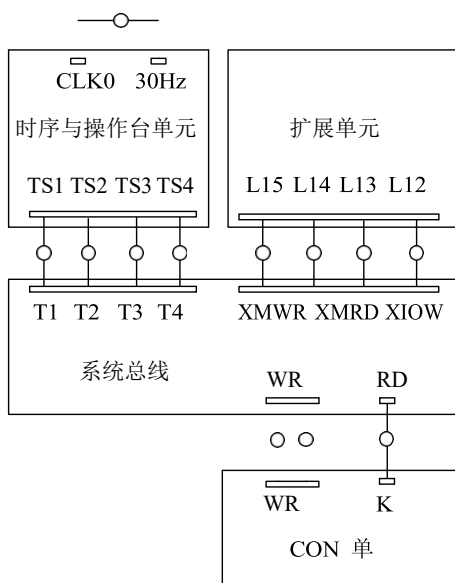 CLK0 30Hz
时序与操作台单元
扩展单元
TS1 TS2 TS3 TS4
L15 L14 L13 L12
T1 T2 T3 T4
XMWR XMRD XIOW
系统总线
WR RD
WR K
CON 单